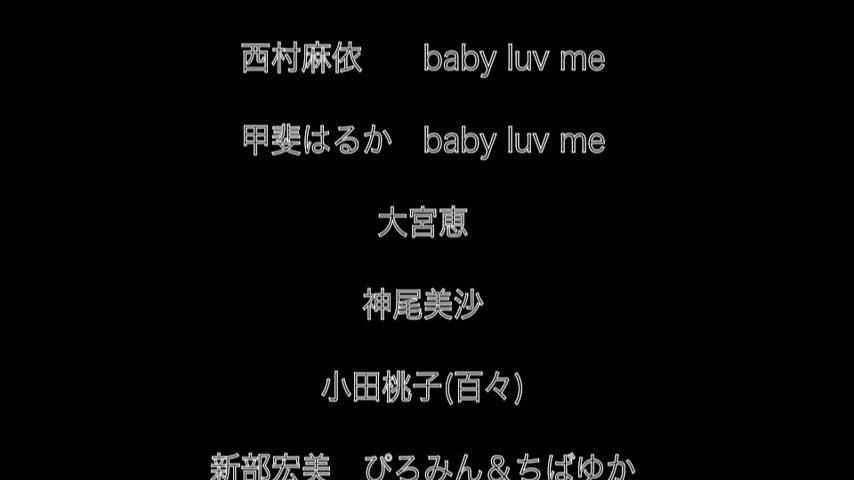 西村麻依　　baby luv me
甲斐はるか　baby luv me
大宮恵
神尾美沙
小田桃子(百々)
新部宏美　ぴろみん＆ちばゆか